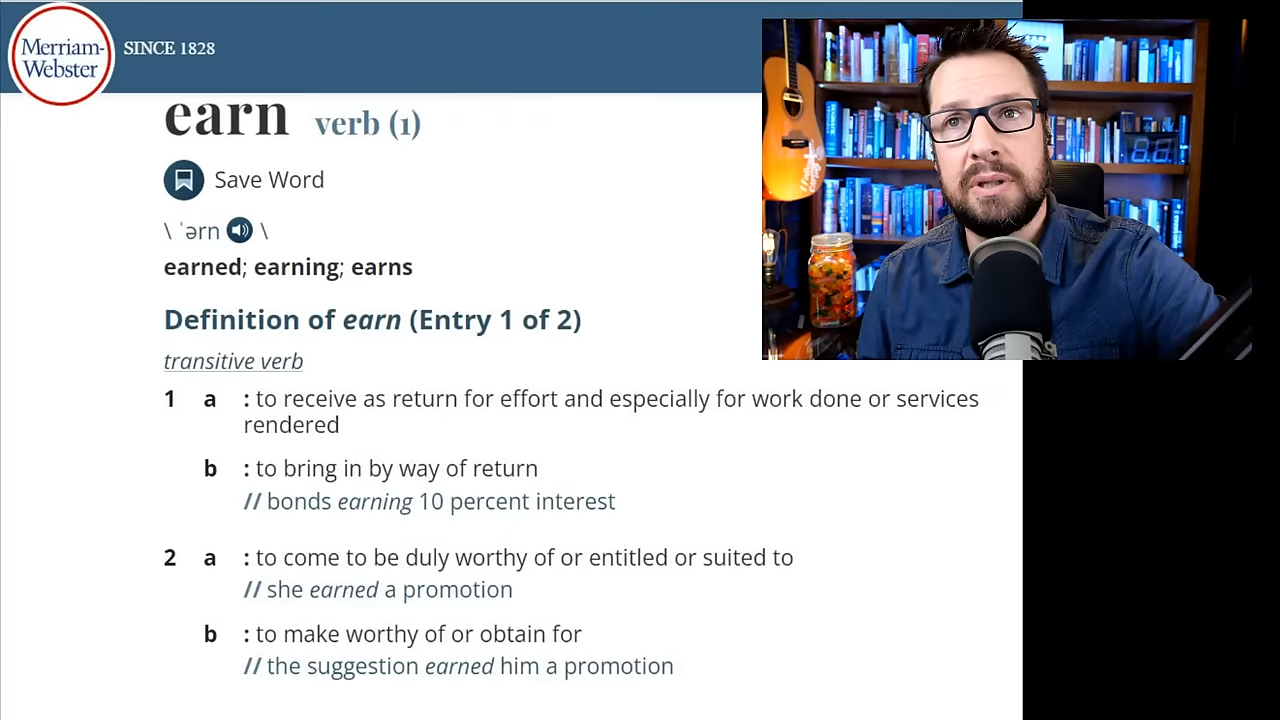 Merriam-
Webster
SINCE 1828
earn verb (1)
Save Word
\ ˈərn \
earned; earning; earns
Definition of earn (Entry 1 of 2)
transitive verb
1 a : to receive as return for effort and especially for work done or services
rendered
b : to bring in by way of return
// bonds earning 10 percent interest
2 a : to come to be duly worthy of or entitled or suited to
// she earned a promotion
b : to make worthy of or obtain for
// the suggestion earned him a promotion